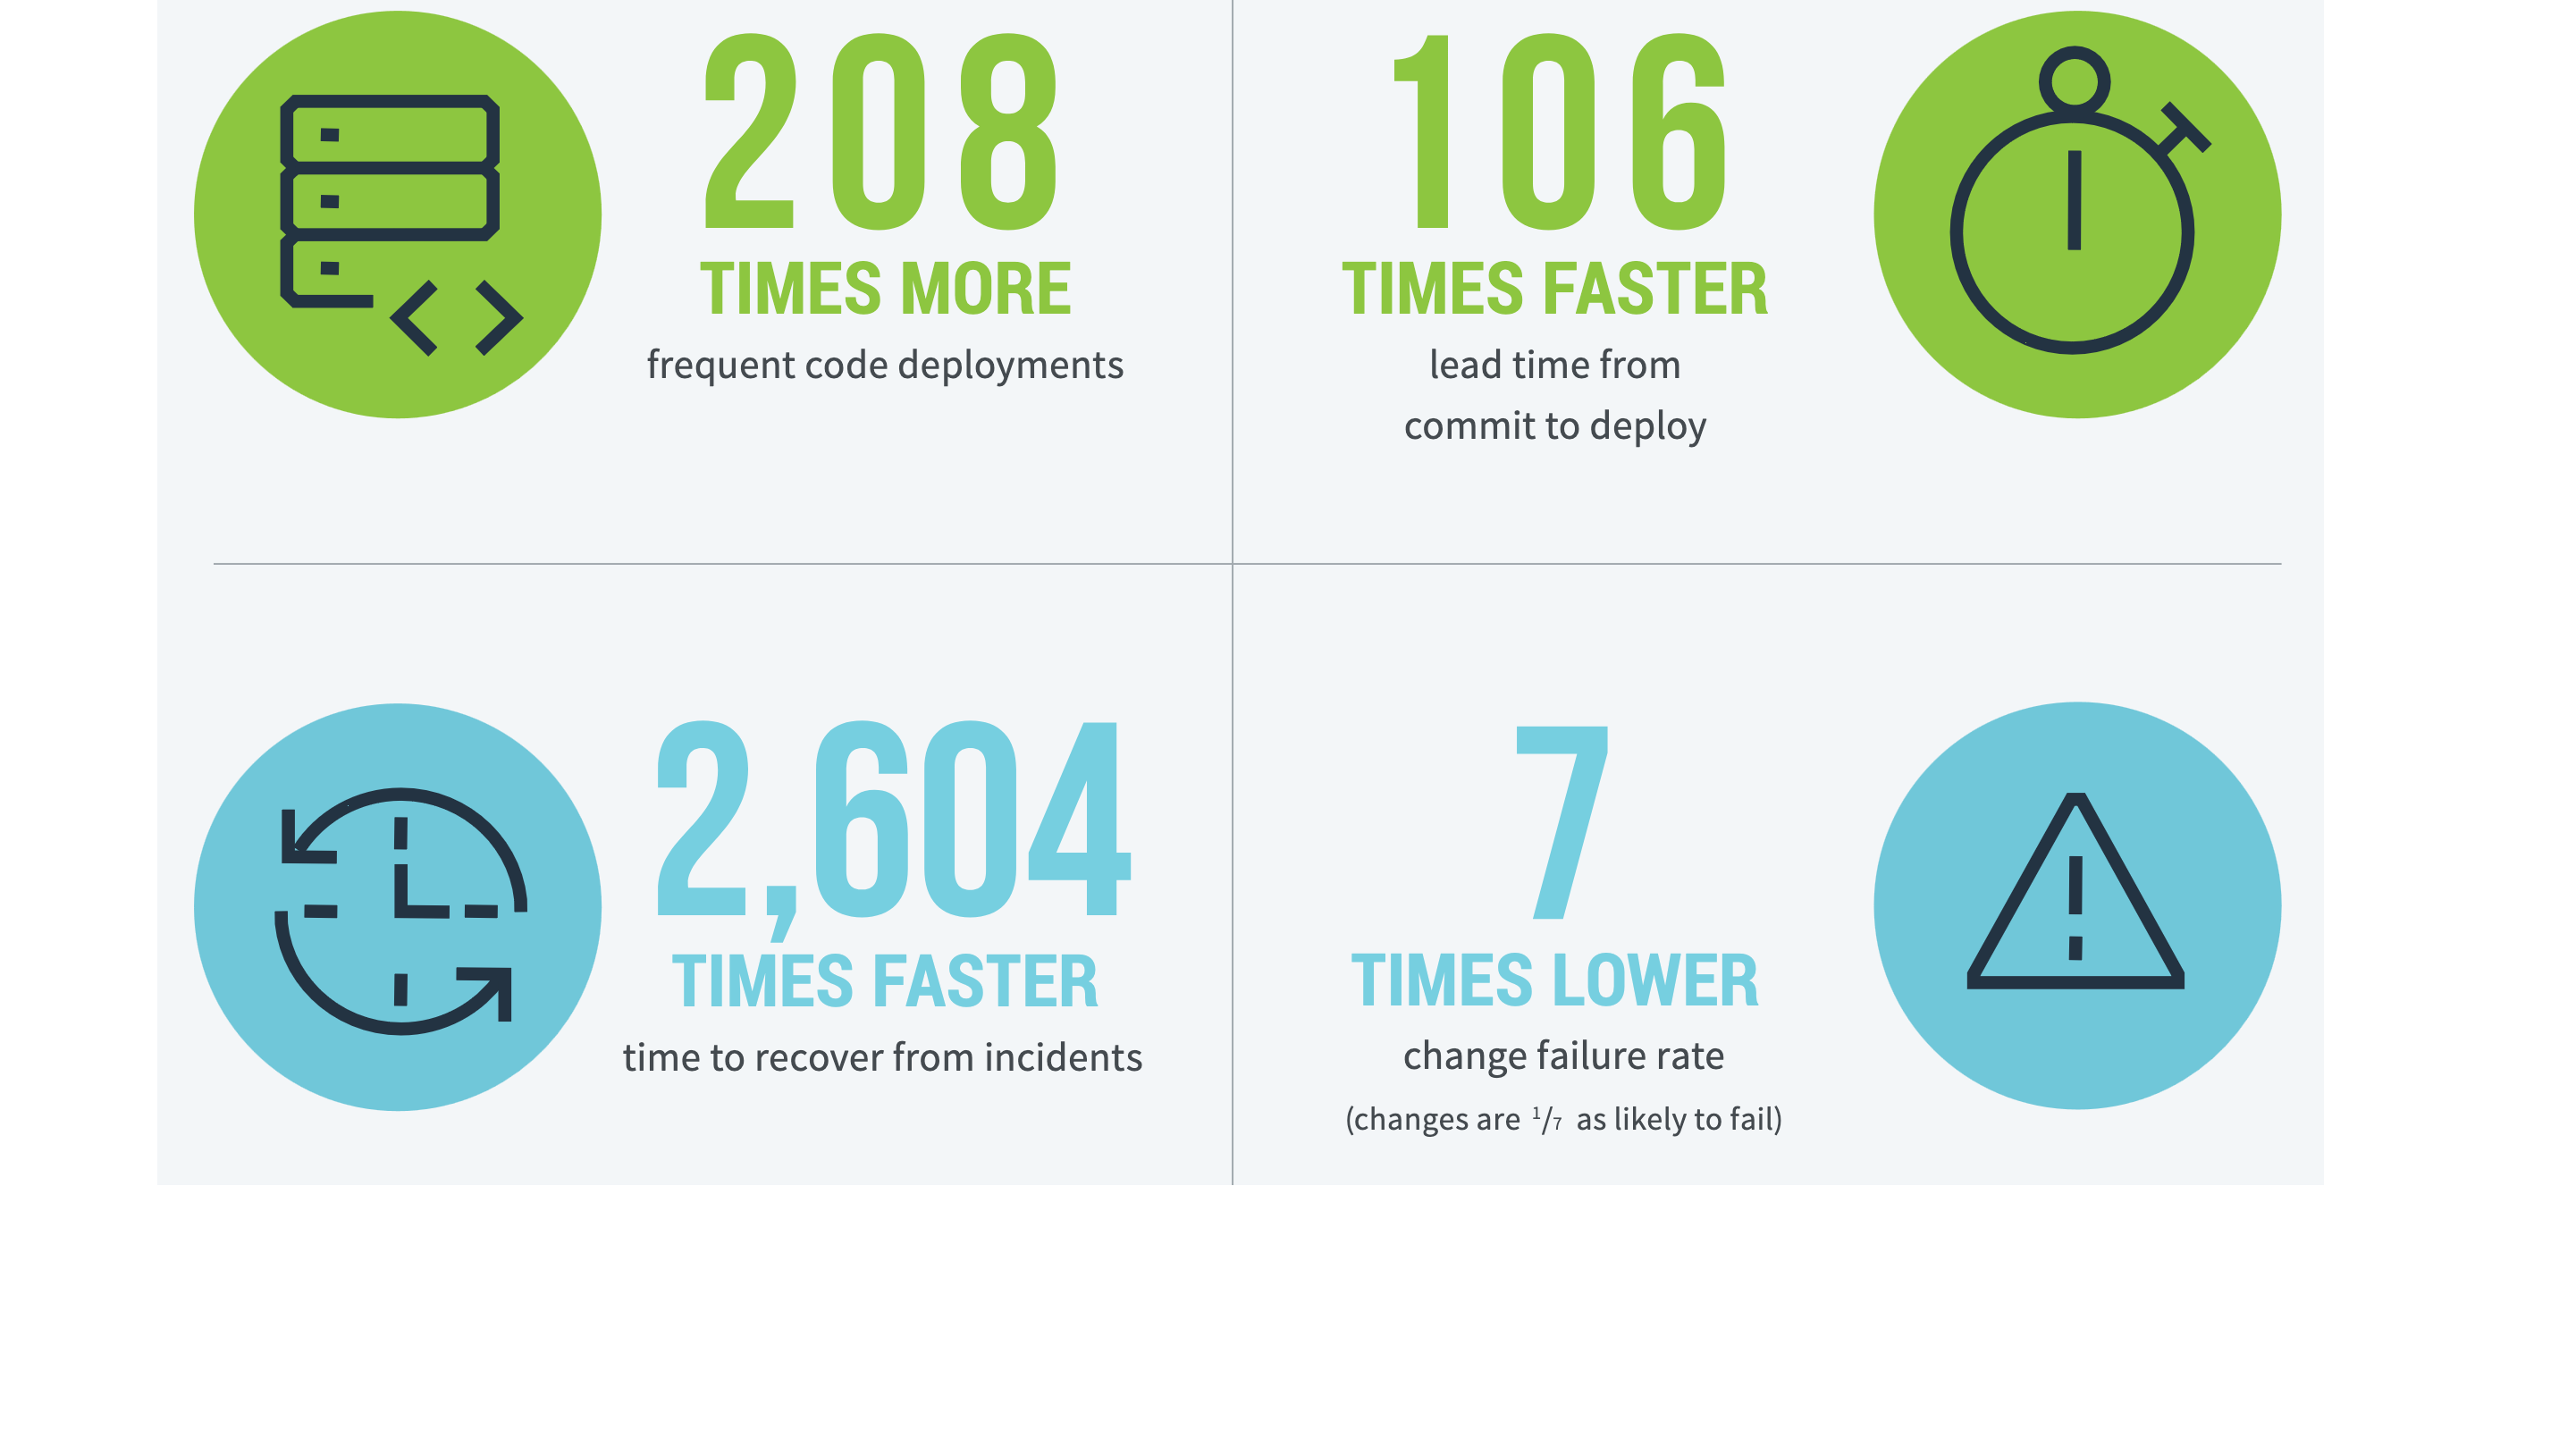 208
TIMES MORE
frequent code deployments
106
TIMES FASTER
lead time from
commit to deploy
2,604
TIMES FASTER
time to recover from incidents
7
TIMES LOWER
change failure rate
(changes are 1/7 as likely to fail)